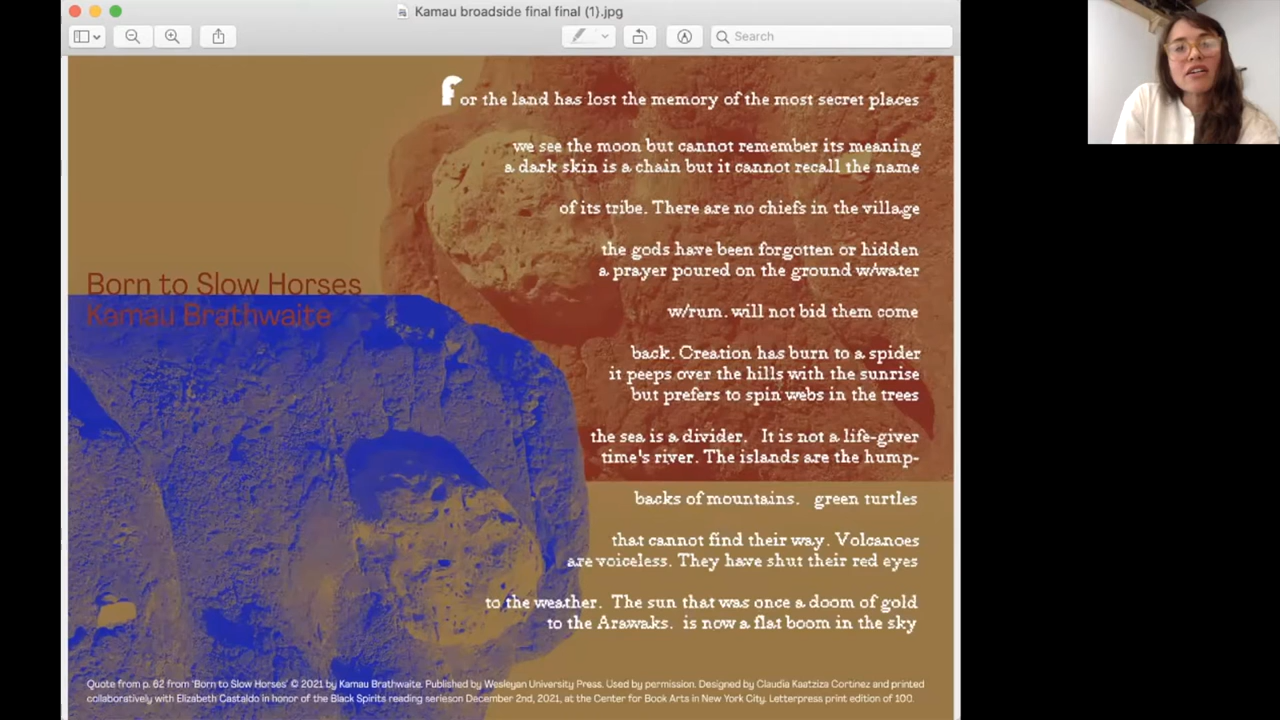 Kamau broadside final final (1).jpg
Search
For the land has lost the memory of the most secret places
we see the moon but cannot remember its meaning
a dark skin is a chain but it cannot recall the name
of its tribe. There are no chiefs in the village
the gods have been forgotten or hidden
a prayer poured on the ground w/water
w/rum. will not bid them come
back. Creation has burn to a spider
it peeps over the hills with the sunrise
but prefers to spin webs in the trees
the sea is a divider. It is not a life-giver
time's river. The islands are the hump-
backs of mountains. green turtles
that cannot find their way. Volcanoes
are voiceless. They have shut their red eyes
to the weather. The sun that was once a doom of gold
to the Arawaks. is now a flat boom in the sky
Born to Slow Horses
Kamau Brathwaite
Quote from p. 62 from 'Born to Slow Horses' © 2021 by Kamau Brathwaite. Published by Wesleyan University Press. Used by permission. Designed by Claudia Kaatziza Cortinez and printed
collaboratively with Elizabeth Castaldo in honor of the Black Spirits reading serieson December 2nd, 2021, at the Center for Book Arts in New York City. Letterpress print edition of 100.